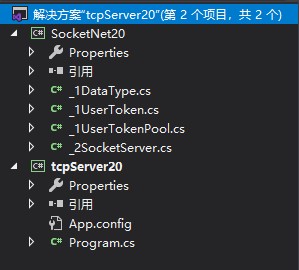 解决方案"tcpServer20"(第 2 个项目，共 2 个)
C# SocketNet20
Properties
引用
C# _1DataType.cs
C# _1UserToken.cs
C# _1UserTokenPool.cs
C# _2SocketServer.cs
C# tcpServer20
Properties
引用
App.config
C# Program.cs